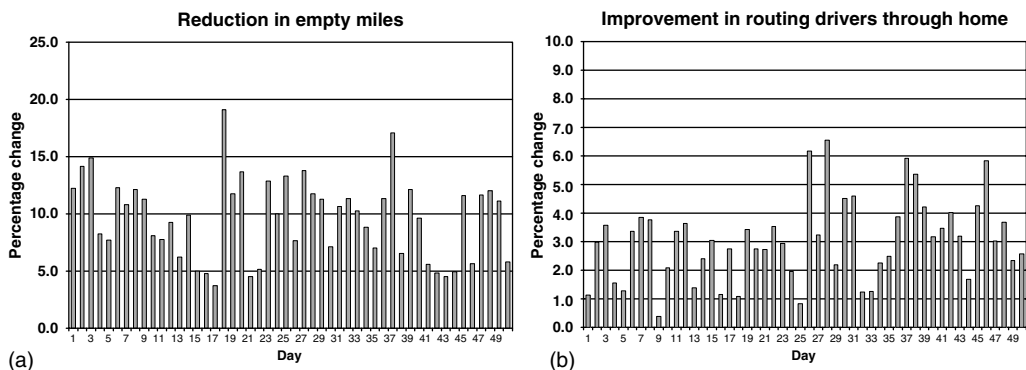 Reduction in empty miles
25.0
20.0
15.0
10.0
5.0
0.0
Percentage change
1 3 5 7 9 11 13 15 17 19 21 23 25 27 29 31 33 35 37 39 41 43 45 47 49
Day
(a)
Improvement in routing drivers through home
10.0
9.0
8.0
7.0
6.0
5.0
4.0
3.0
2.0
1.0
0.0
Percentage change
1 3 5 7 9 11 13 15 17 19 21 23 25 27 29 31 33 35 37 39 41 43 45 47 49
Day
(b)